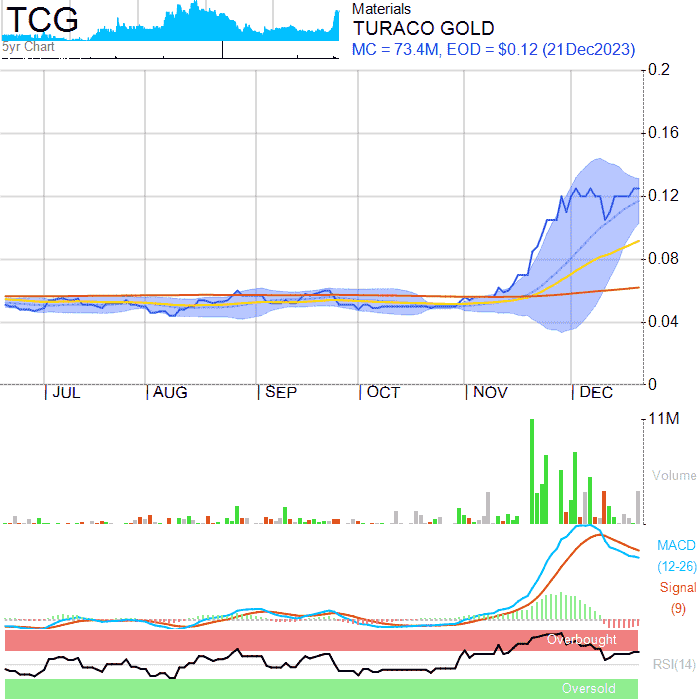 TCG
5yr Chart
Materials
TURACO GOLD
MC = 73.4M, EOD = $0.12 (21Dec2023)
0.2
0.16
0.12
0.08
0.04
0
JUL AUG SEP OCT NOV DEC
11M
Volume
MACD
(12-26)
Signal
(9)
Overbought
RSI(14)
Oversold